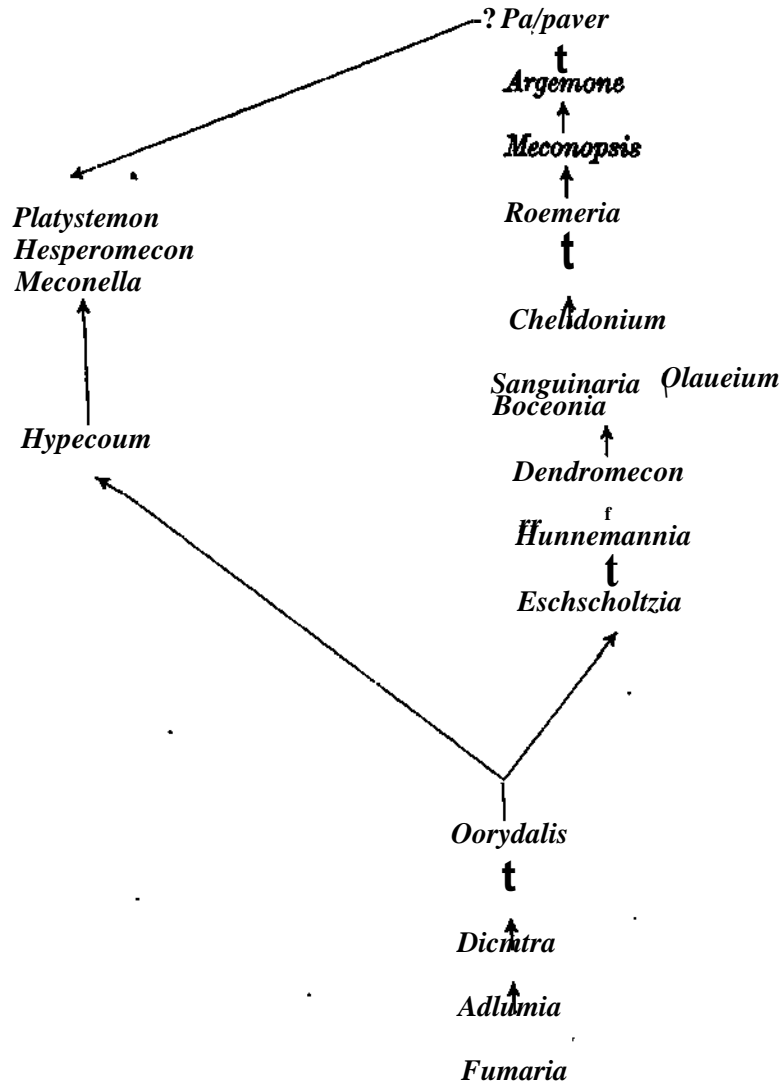 -? Pa/paver
t
Argemone
Meconopsis
Roemeria
t
Platystemon
Hesperomecon
Meconella
Chelidonium
Sanguinaria Olaueium
Boceonia
Hypecoum
Dendromecon
f
Hunnemannia
t
Eschscholtzia
Oorydalis
t
Dicmtra
Adlumia
Fumaria